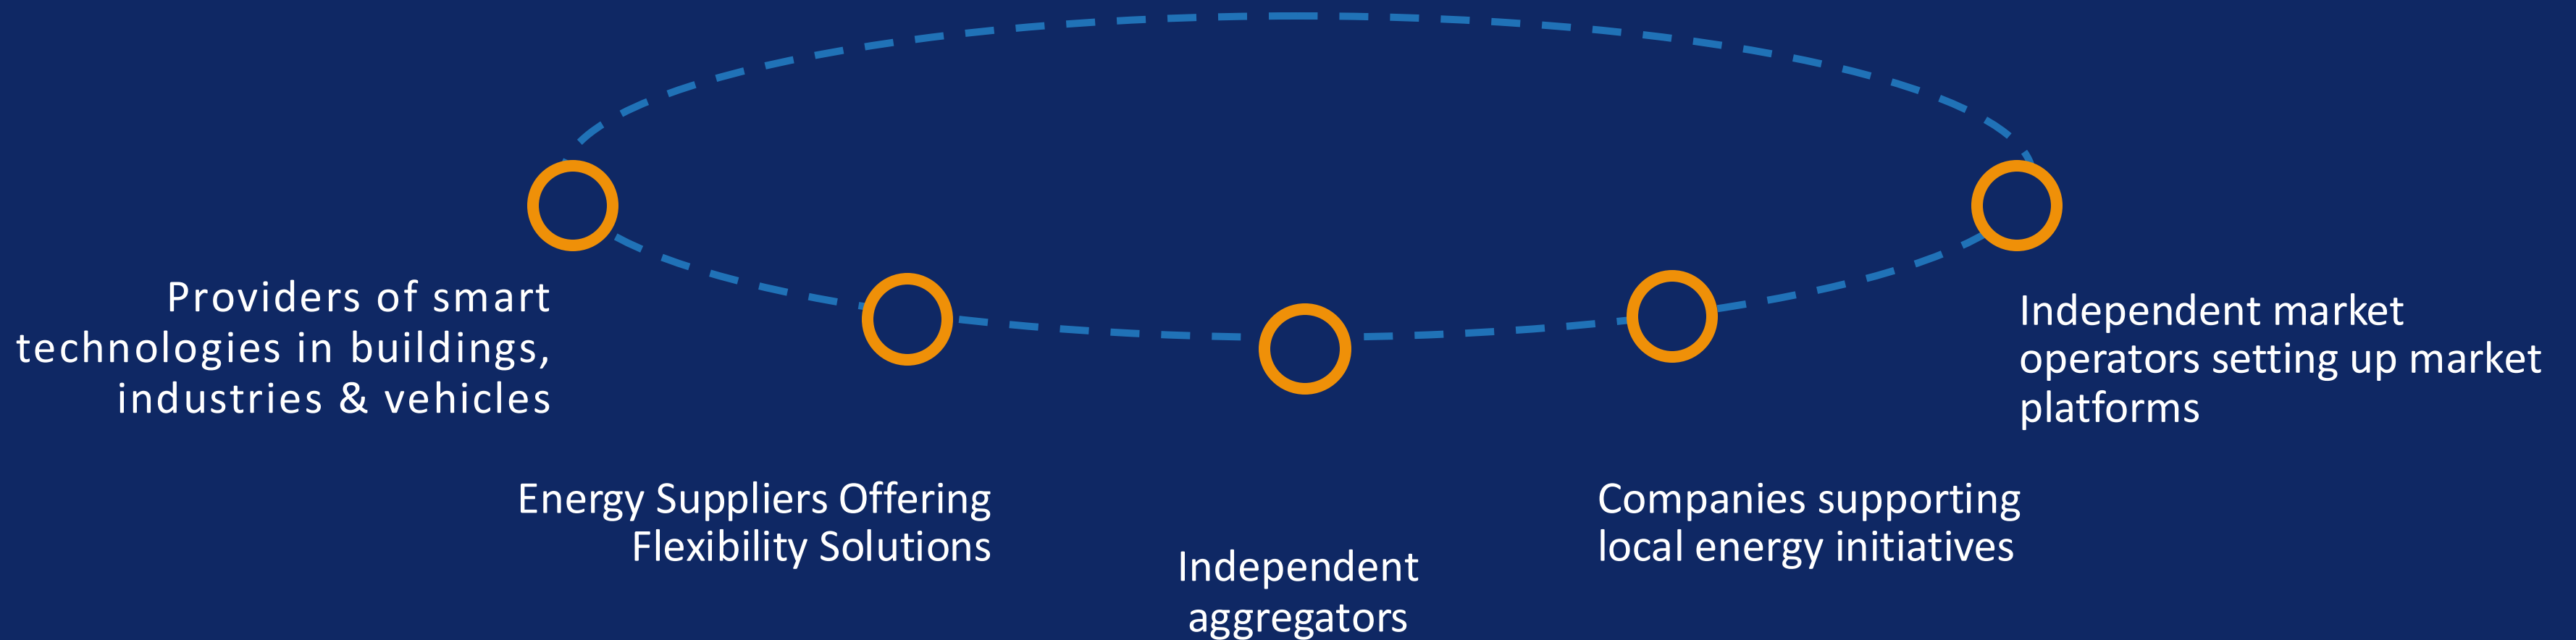 Providers of smart
technologies in buildings,
industries & vehicles
Energy Suppliers Offering
Flexibility Solutions
Independent
aggregators
Companies supporting
local energy initiatives
Independent market
operators setting up market
platforms